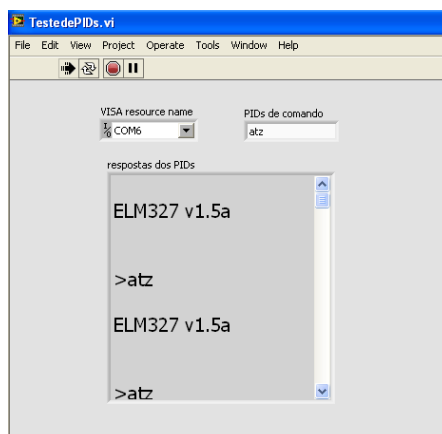 TestedePIDs.vi
File Edit View Project Operate Tools Window Help
VISA resource name
PIDs de comando
I/O COM6
atz
respostas dos PIDs
ELM327 v1.5a
>atz
ELM327 v1.5a
>atz